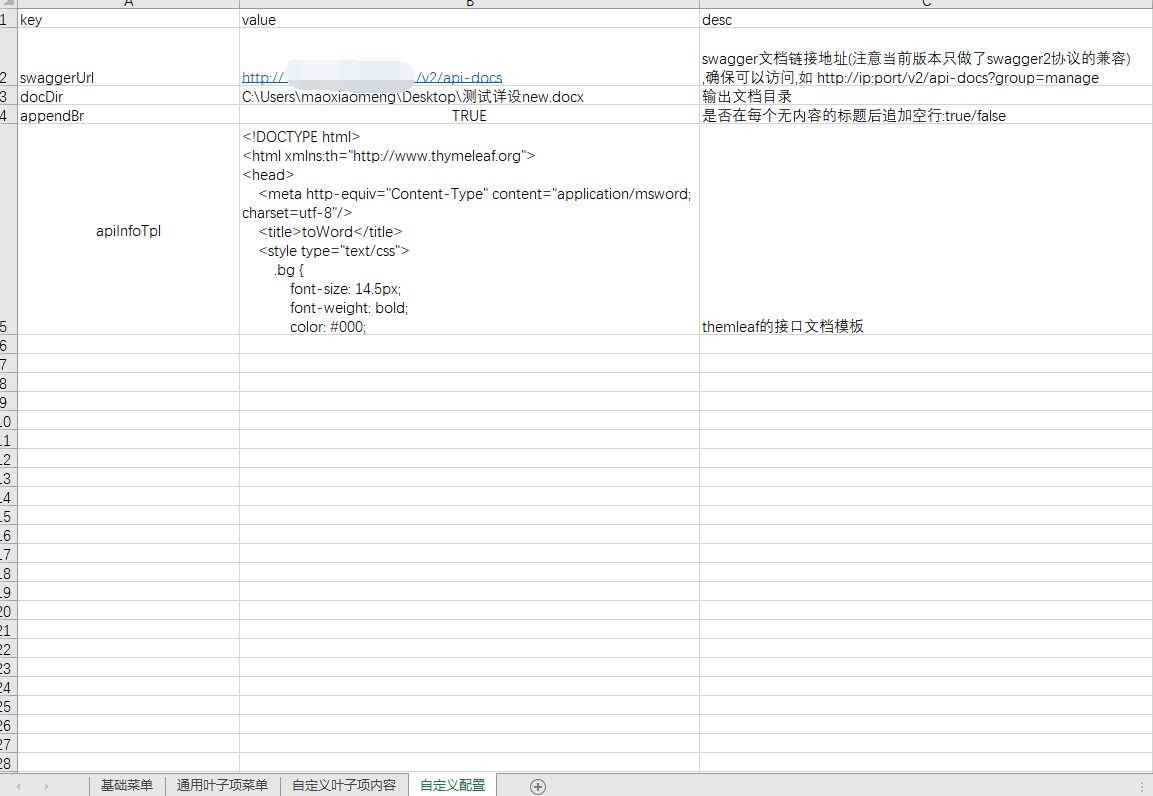 A B C
1 key value desc
swagger文档链接地址(注意当前版本只做了swagger2协议的兼容)
2 swaggerUrl http:// /v2/api-docs ,确保可以访问,如 http://ip:port/v2/api-docs?group=manage
3 docDir C:\Users\maoxiaomeng\Desktop\测试详设new.docx 输出文档目录
4 appendBr TRUE 是否在每个无内容的标题后追加空行:true/false
<!DOCTYPE html>
<html xmlns:th="http://www.thymeleaf.org">
<head>
<meta http-equiv="Content-Type" content="application/msword;
charset=utf-8"/>
apiInfoTpl <title>toWord</title>
<style type="text/css">
.bg {
font-size: 14.5px;
font-weight: bold;
5 color: #000; themleaf的接口文档模板
6
7
8
9
10
11
12
13
14
15
16
17
18
19
20
21
22
23
24
25
26
27
28
基础菜单 通用叶子项菜单 自定义叶子项内容 自定义配置